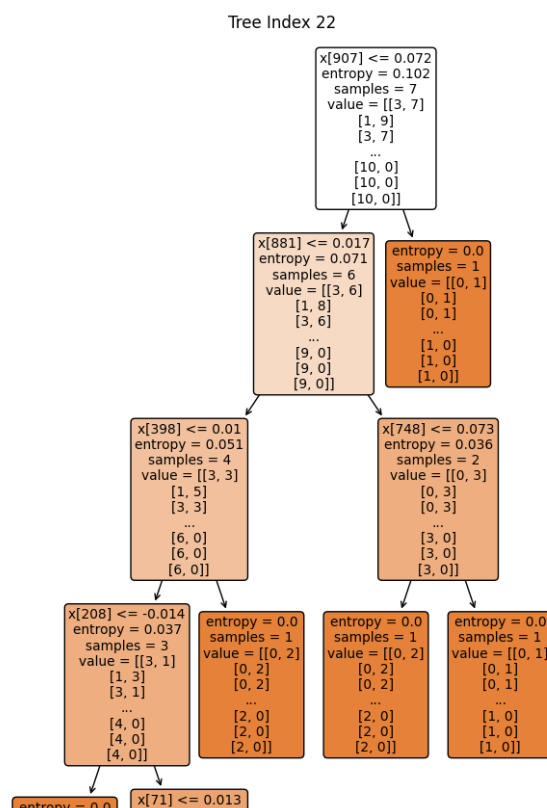 Tree Index 22
x[907] <= 0.072
entropy = 0.102
samples = 7
value = [[3, 7]
[1, 9]
[3, 7]
...
[10, 0]
[10, 0]
[10, 0]]
x[881] <= 0.017
entropy = 0.071
samples = 6
value = [[3, 6]
[1, 8]
[3, 6]
...
[9, 0]
[9, 0]
[9, 0]]
entropy = 0.0
samples = 1
value = [[0, 1]
[0, 1]
[0, 1]
...
[1, 0]
[1, 0]
[1, 0]]
x[398] <= 0.01
entropy = 0.051
samples = 4
value = [[3, 3]
[1, 5]
[3, 3]
...
[6, 0]
[6, 0]
[6, 0]]
x[748] <= 0.073
entropy = 0.036
samples = 2
value = [[0, 3]
[0, 3]
[0, 3]
...
[3, 0]
[3, 0]
[3, 0]]
x[208] <= -0.014
entropy = 0.037
samples = 3
value = [[3, 1]
[1, 3]
[3, 1]
...
[4, 0]
[4, 0]
[4, 0]]
entropy = 0.0
samples = 1
value = [[0, 2]
[0, 2]
[0, 2]
...
[2, 0]
[2, 0]
[2, 0]]
entropy = 0.0
samples = 1
value = [[0, 2]
[0, 2]
[0, 2]
...
[2, 0]
[2, 0]
[2, 0]]
entropy = 0.0
samples = 1
value = [[0, 1]
[0, 1]
[0, 1]
...
[1, 0]
[1, 0]
[1, 0]]
entropy = 0.0
x[71] <= 0.013